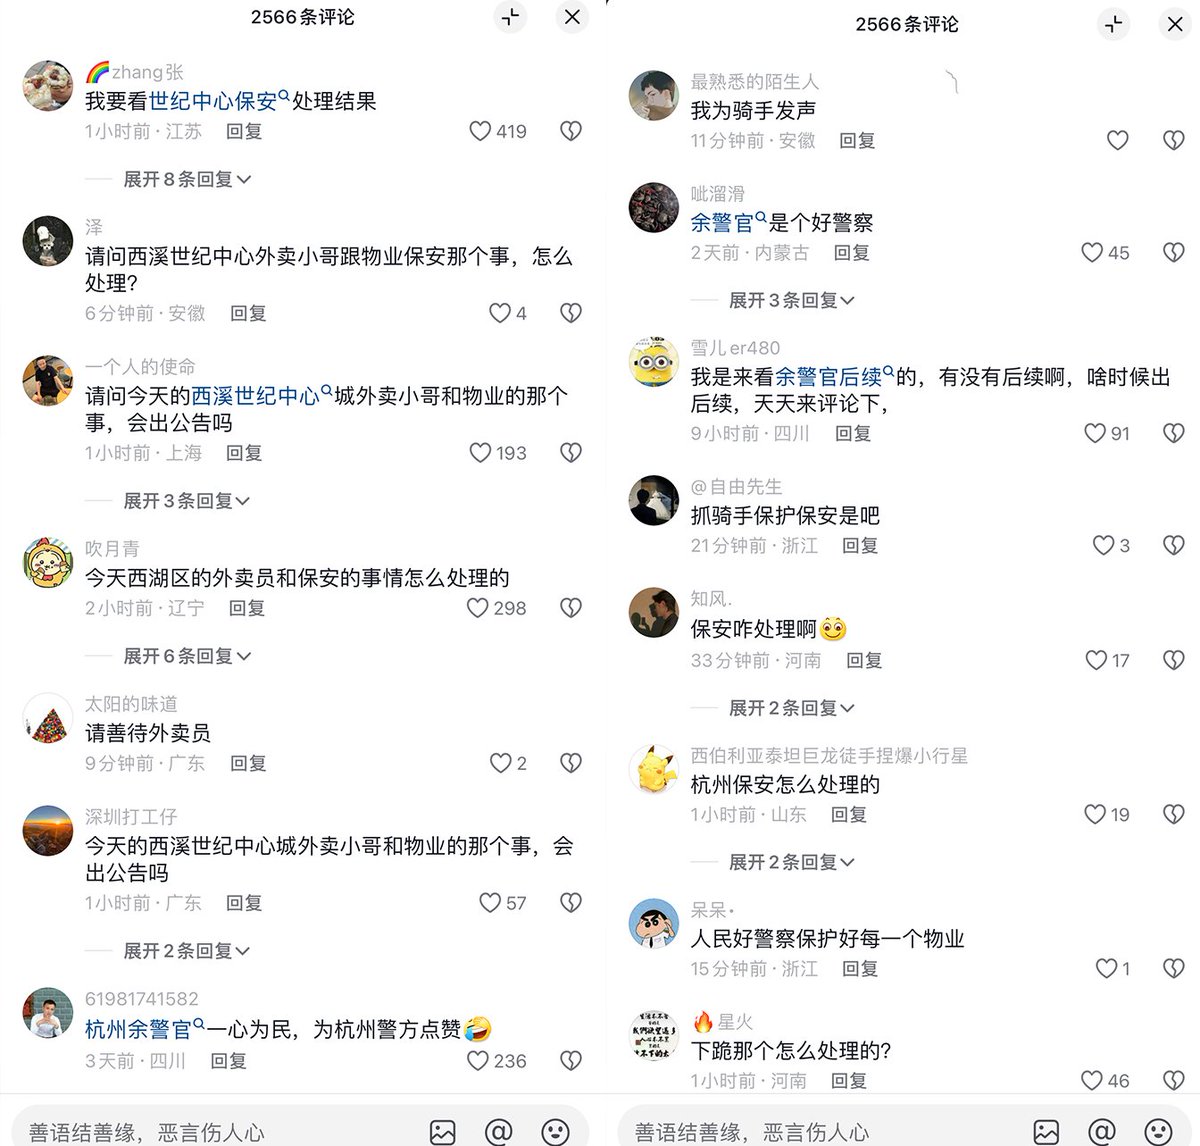 2566条评论
🌈zhang张
我要看世纪中心保安处理结果
1小时前·江苏 回复 419
展开8条回复
泽
请问西溪世纪中心外卖小哥跟物业保安那个事，怎么
处理?
6分钟前·安徽 回复 4
一个人的使命
请问今天的西溪世纪中心城外卖小哥和物业的那个
事，会出公告吗
1小时前·上海 回复 193
展开3条回复
吹月青
今天西湖区的外卖员和保安的事情怎么处理的
2小时前·辽宁 回复 298
展开6条回复
太阳的味道
请善待外卖员
9分钟前·广东 回复 2
深圳打工仔
今天的西溪世纪中心城外卖小哥和物业的那个事，会
出公告吗
1小时前·广东 回复 57
展开2条回复
61981741582
杭州余警官一心为民，为杭州警方点赞🤣
3天前·四川 回复 236
善语结善缘，恶言伤人心
2566条评论
最熟悉的陌生人
我为骑手发声
11分钟前·安徽 回复
呲溜滑
余警官是个好警察
2天前·内蒙古 回复 45
展开3条回复
雪儿er480
我是来看余警官后续的，有没有后续啊，啥时候出
后续，天天来评论下，
9小时前·四川 回复 91
@自由先生
抓骑手保护保安是吧
21分钟前·浙江 回复 3
知风.
保安咋处理啊
33分钟前·河南 回复 17
展开2条回复
西伯利亚泰坦巨龙徒手捏爆小行星
杭州保安怎么处理的
1小时前·山东 回复 19
展开2条回复
呆呆·
人民好警察保护好每一个物业
15分钟前·浙江 回复 1
🔥星火
下跪那个怎么处理的?
1小时前·河南 回复 46
善语结善缘，恶言伤人心